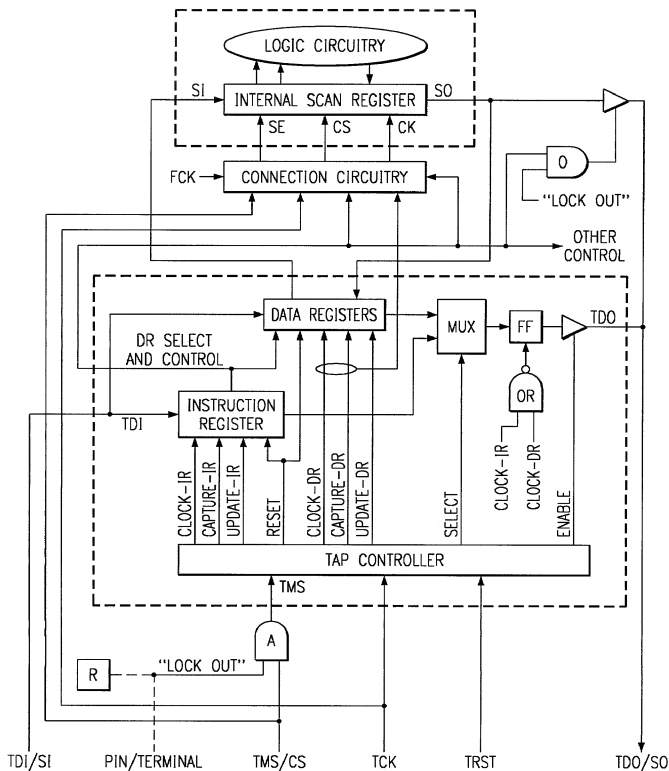 LOGIC CIRCUITRY
SI
INTERNAL SCAN REGISTER
SO
SE
CS
CK
FCK
CONNECTION CIRCUITRY
O
"LOCK OUT"
OTHER
CONTROL
DATA REGISTERS
MUX
FF
TDO
DR SELECT
AND CONTROL
OR
TDI
INSTRUCTION
REGISTER
CLOCK-IR
CAPTURE-IR
UPDATE-IR
RESET
CLOCK-DR
CAPTURE-DR
UPDATE-DR
SELECT
CLOCK-IR
CLOCK-DR
ENABLE
TAP CONTROLLER
TMS
A
R
"LOCK OUT"
TDI/SI
PIN/TERMINAL
TMS/CS
TCK
TRST
TDO/SO